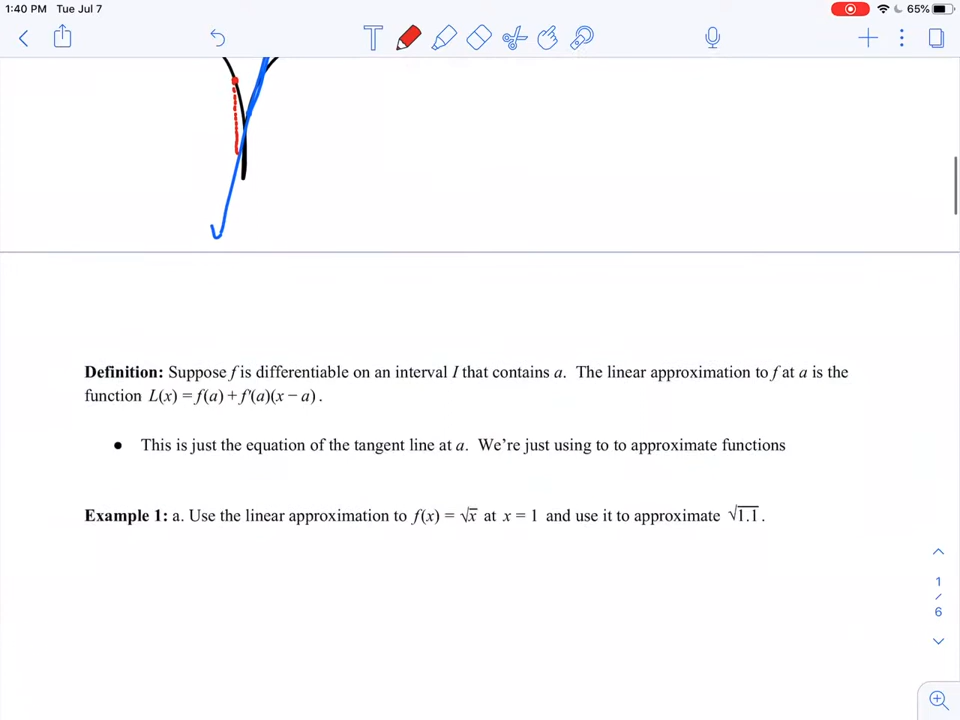 1:40 PM Tue Jul 7
65%
T
Definition: Suppose f is differentiable on an interval I that contains a. The linear approximation to f at a is the
function L(x) = f(a) + f'(a)(x − a).
● This is just the equation of the tangent line at a. We're just using to to approximate functions
Example 1: a. Use the linear approximation to f(x) = √x at x = 1 and use it to approximate √1.1.
1
/
6